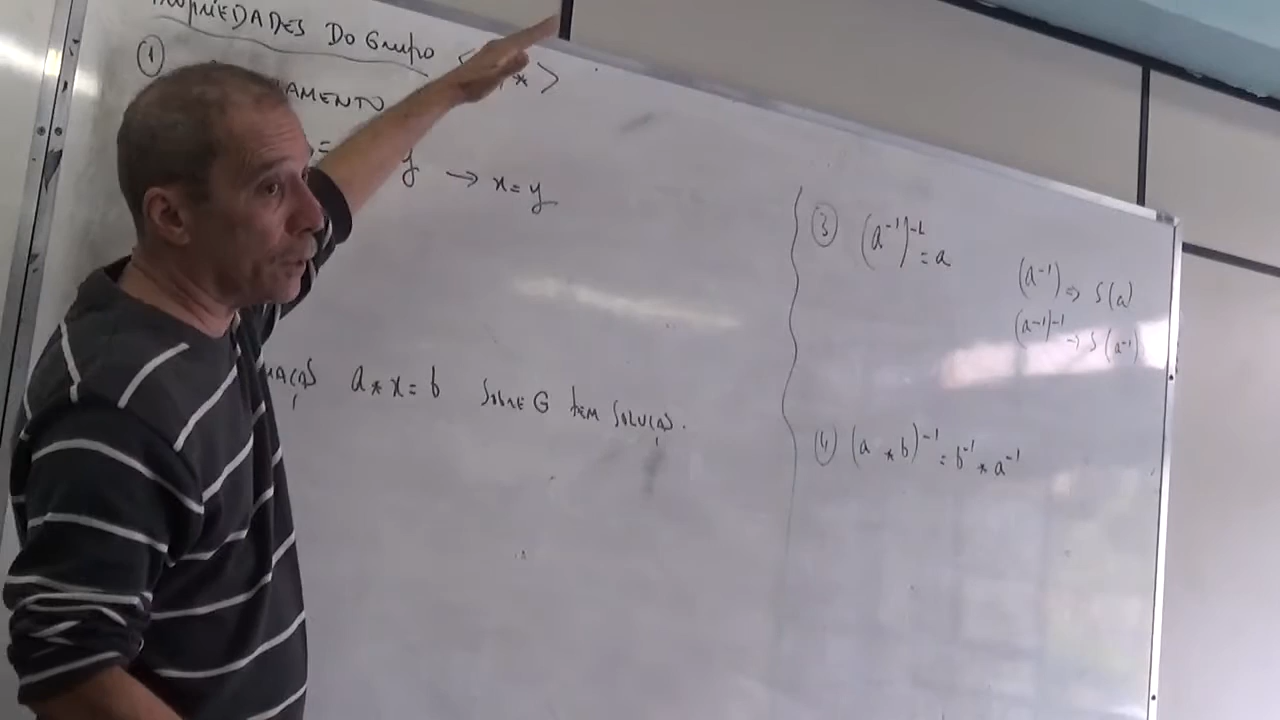 PROPRIEDADES DO GRUPO < , * >
①
AMENTO
= y → x = y
a * x = b SOBRE G TEM SOLUÇÃO.
③ (a⁻¹)⁻¹ = a
(a⁻¹) => S(a)
(a⁻¹)⁻¹ → S(a⁻¹)
④ (a * b)⁻¹ = b⁻¹ * a⁻¹